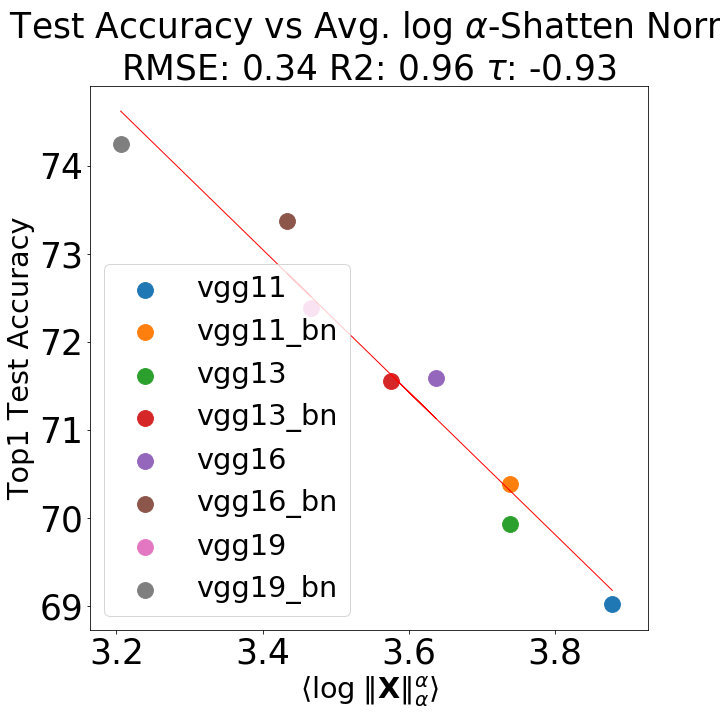 Test Accuracy vs Avg. log α-Shatten Norr
RMSE: 0.34 R2: 0.96 τ: -0.93
Top1 Test Accuracy
74
73
72
71
70
69
vgg11
vgg11_bn
vgg13
vgg13_bn
vgg16
vgg16_bn
vgg19
vgg19_bn
3.2 3.4 3.6 3.8
⟨log ‖X‖αα⟩